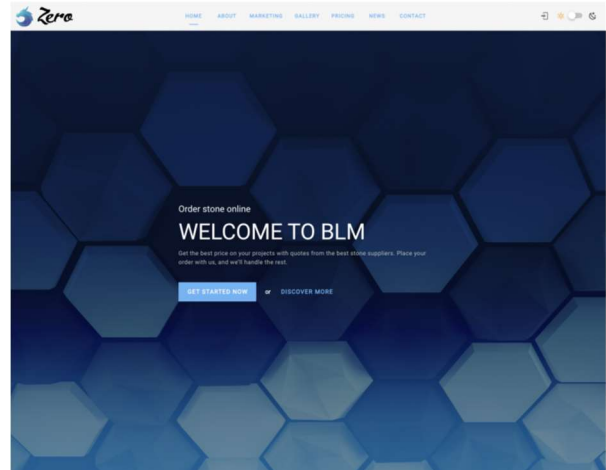 Zero
HOME ABOUT MARKETING GALLERY PRICING NEWS CONTACT
Order stone online
WELCOME TO BLM
Get the best price on your projects with quotes from the best stone suppliers. Place your
order with us, and we'll handle the rest.
GET STARTED NOW or DISCOVER MORE